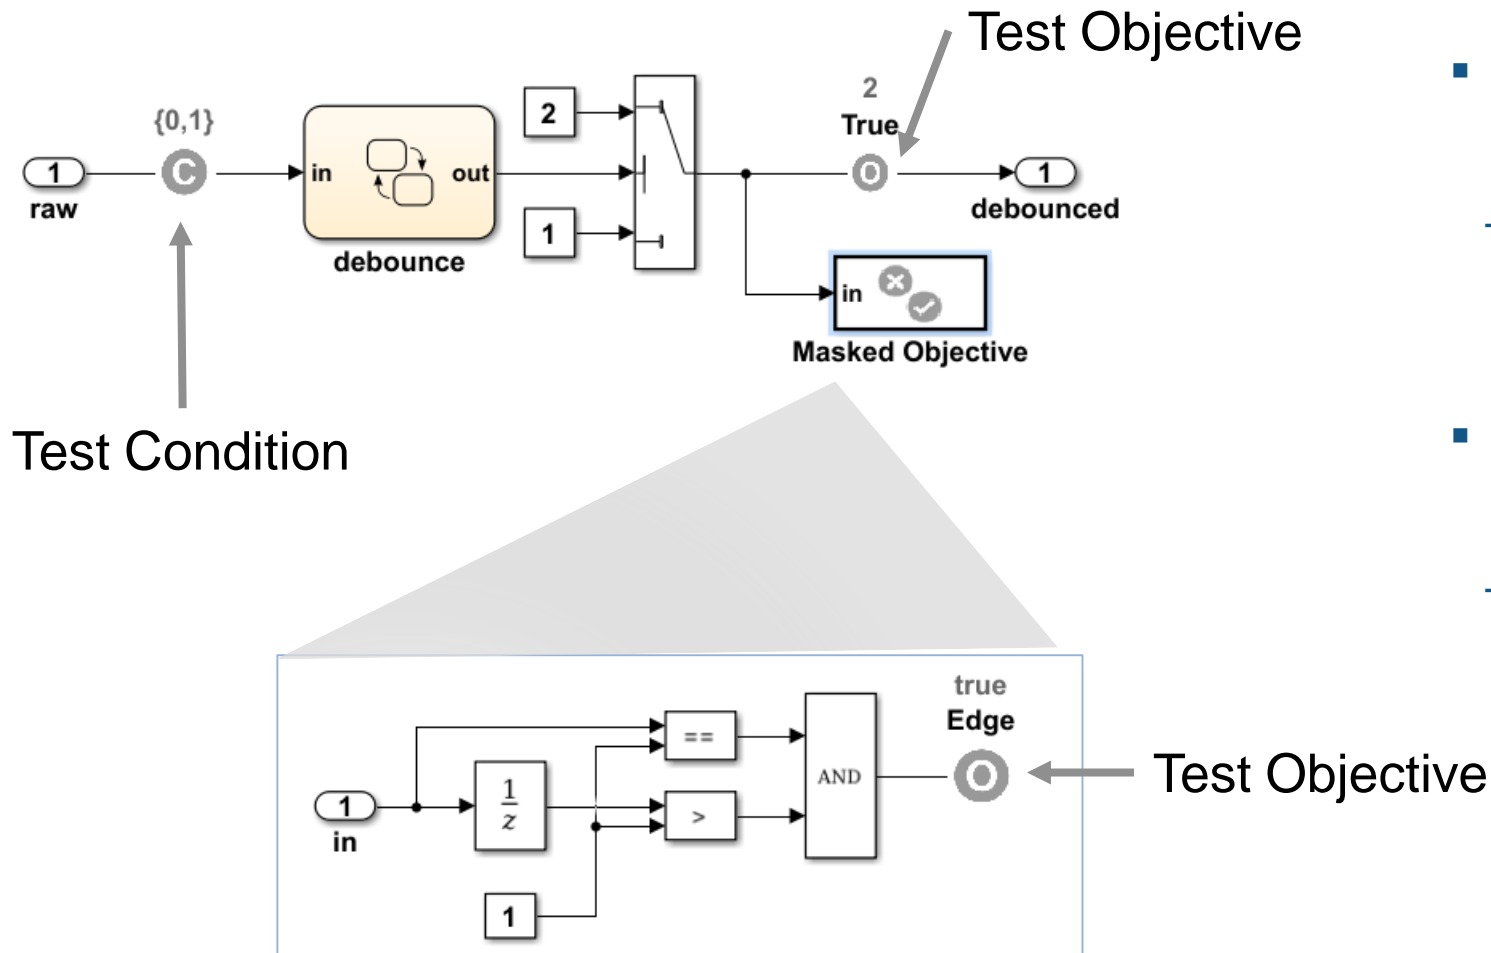 Test Objective
2
True
{0,1}
C
1
raw
in
out
debounce
2
1
O
1
debounced
in
Masked Objective
Test Condition
true
Edge
==
AND
O
Test Objective
1
in
1
z
>
1